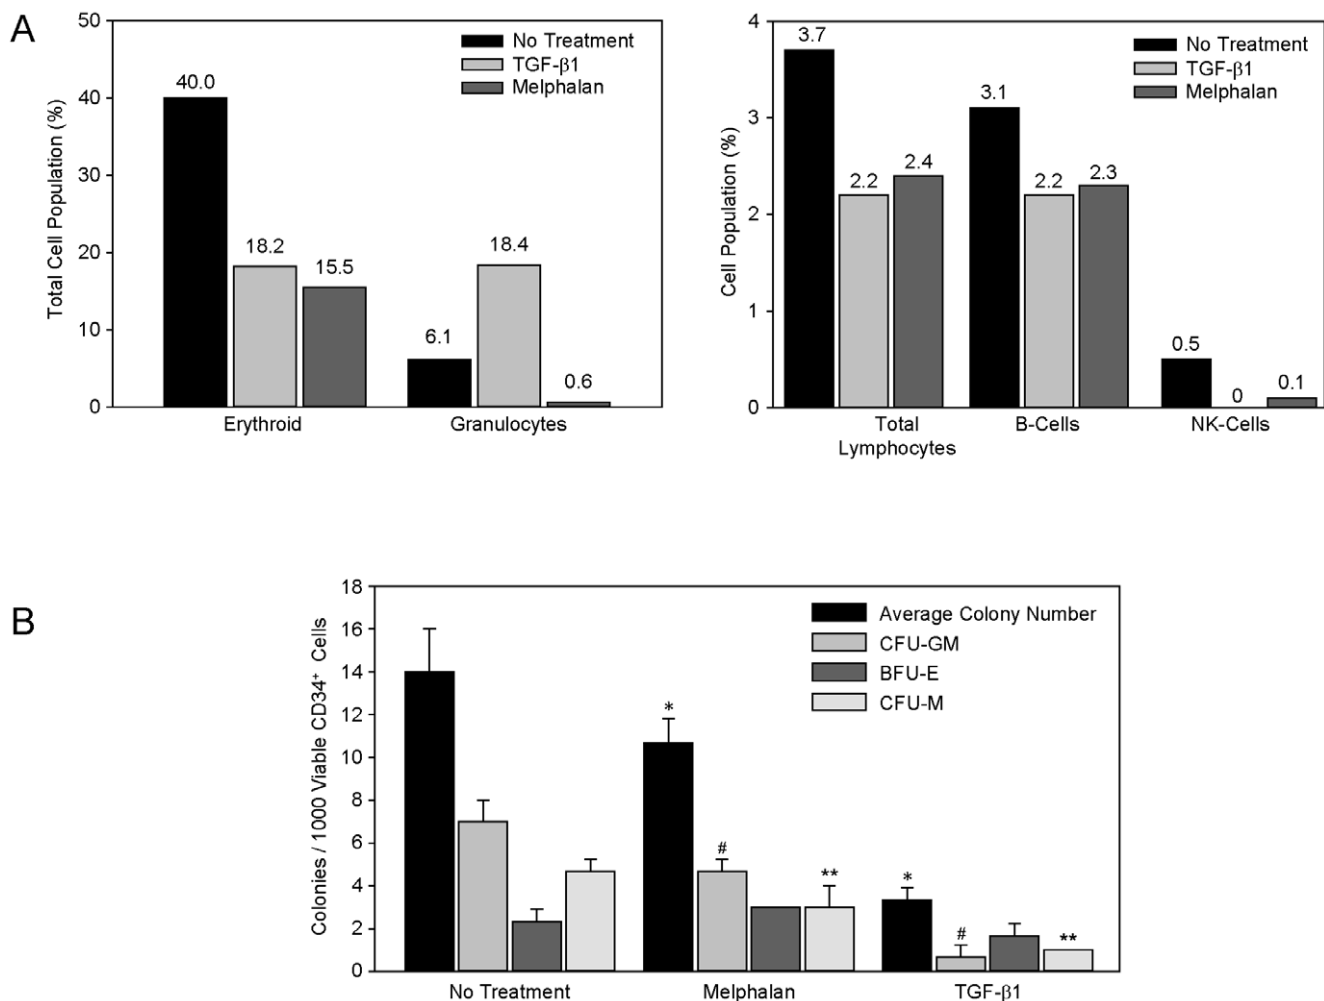 A
Total Cell Population (%)
50
40
30
20
10
0
No Treatment
TGF-β1
Melphalan
40.0
18.2
15.5
6.1
18.4
0.6
Erythroid
Granulocytes
Cell Population (%)
4
3
2
1
0
No Treatment
TGF-β1
Melphalan
3.7
2.2
2.4
3.1
2.2
2.3
0.5
0
0.1
Total
Lymphocytes
B-Cells
NK-Cells
B
Colonies / 1000 Viable CD34⁺ Cells
18
16
14
12
10
8
6
4
2
0
Average Colony Number
CFU-GM
BFU-E
CFU-M
*
#
**
*
#
**
No Treatment
Melphalan
TGF-β1